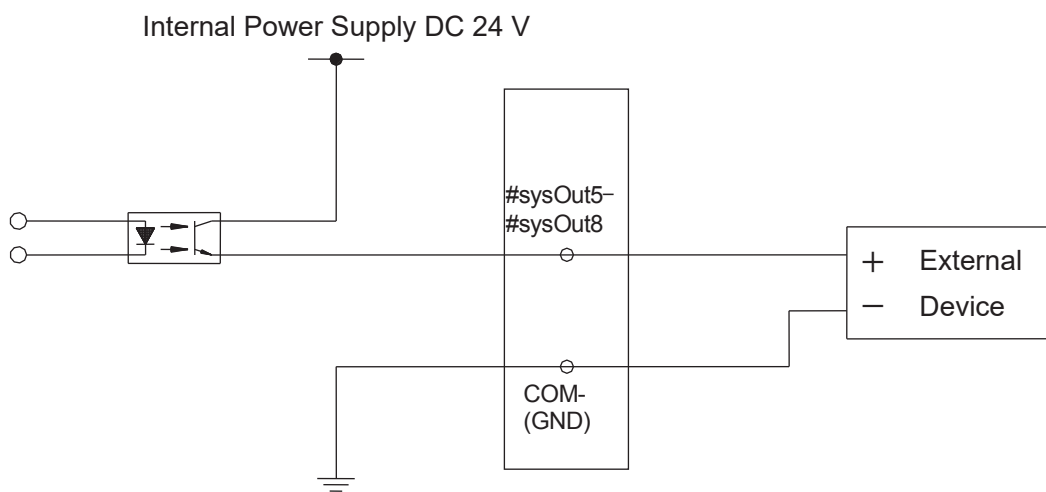 Internal Power Supply DC 24 V
#sysOut5−
#sysOut8
+ External
− Device
COM-
(GND)